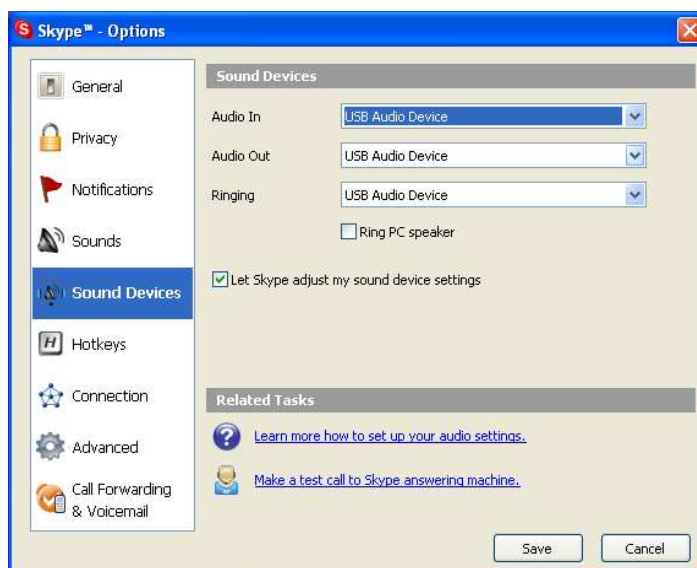 Skype™ - Options
General
Privacy
Notifications
Sounds
Sound Devices
Hotkeys
Connection
Advanced
Call Forwarding
& Voicemail
Sound Devices
Audio In
USB Audio Device
Audio Out
USB Audio Device
Ringing
USB Audio Device
Ring PC speaker
Let Skype adjust my sound device settings
Related Tasks
Learn more how to set up your audio settings.
Make a test call to Skype answering machine.
Save
Cancel